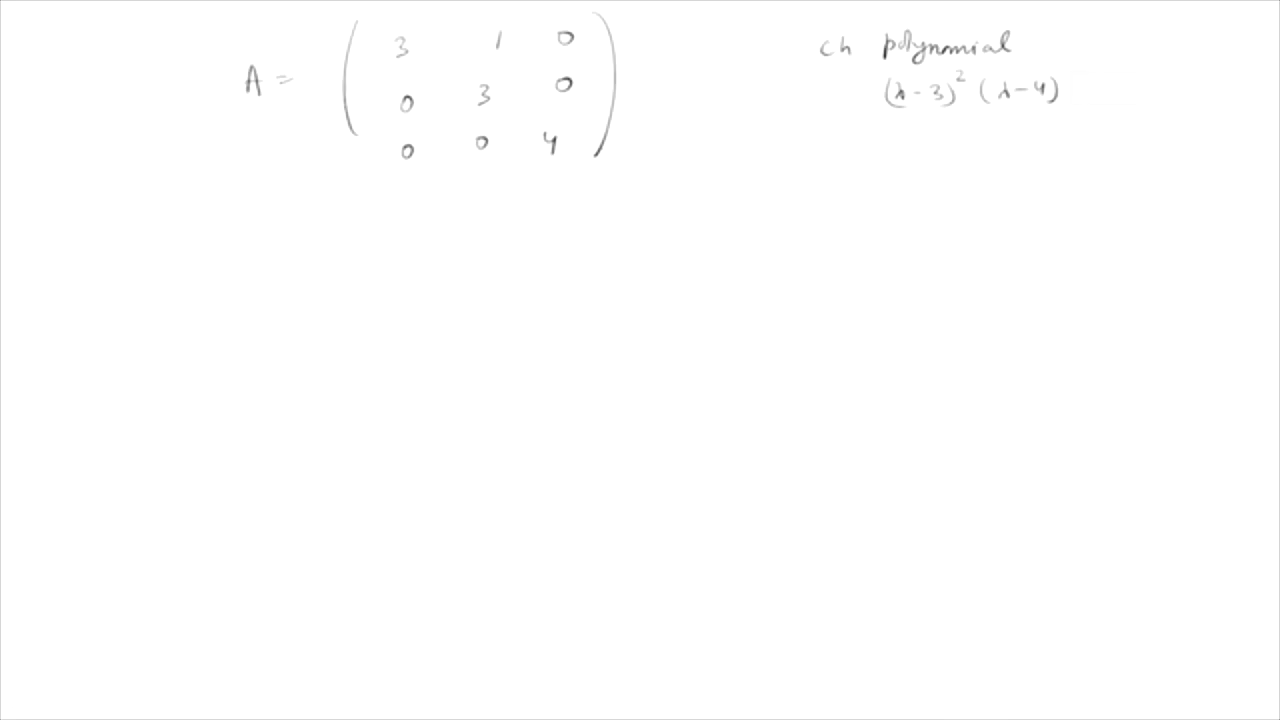 A = ( 3 1 0
0 3 0
0 0 4 )
ch polynomial
(λ - 3)² (λ - 4)